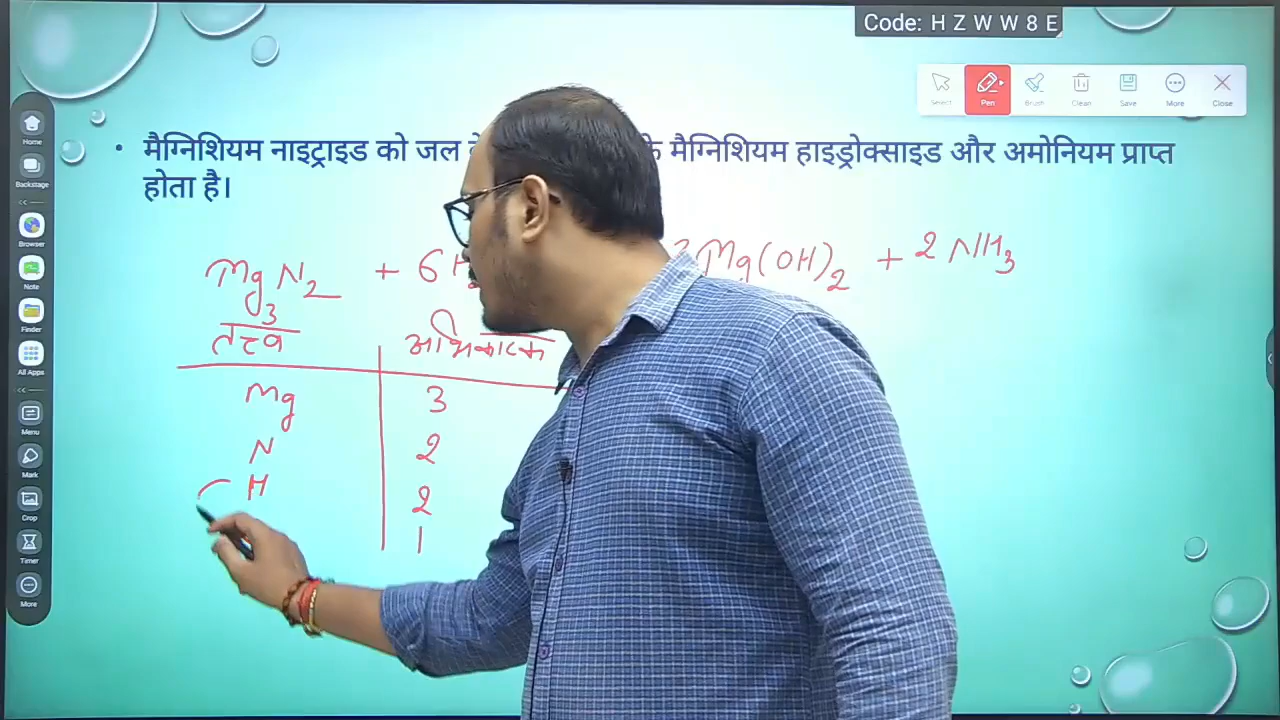 Code: H Z W W 8 E
Select Pen Brush Clean Save More Close
Home
Backstage
Browser
Note
Finder
All Apps
Menu
Mark
Crop
Timer
More
• मैग्निशियम नाइट्राइड को जल मैग्निशियम हाइड्रोक्साइड और अमोनियम प्राप्त
होता है।
Mg₃N₂ + 6H Mg(OH)₂ + 2NH₃
तत्व अभिकारक
Mg 3
N 2
H 2
1